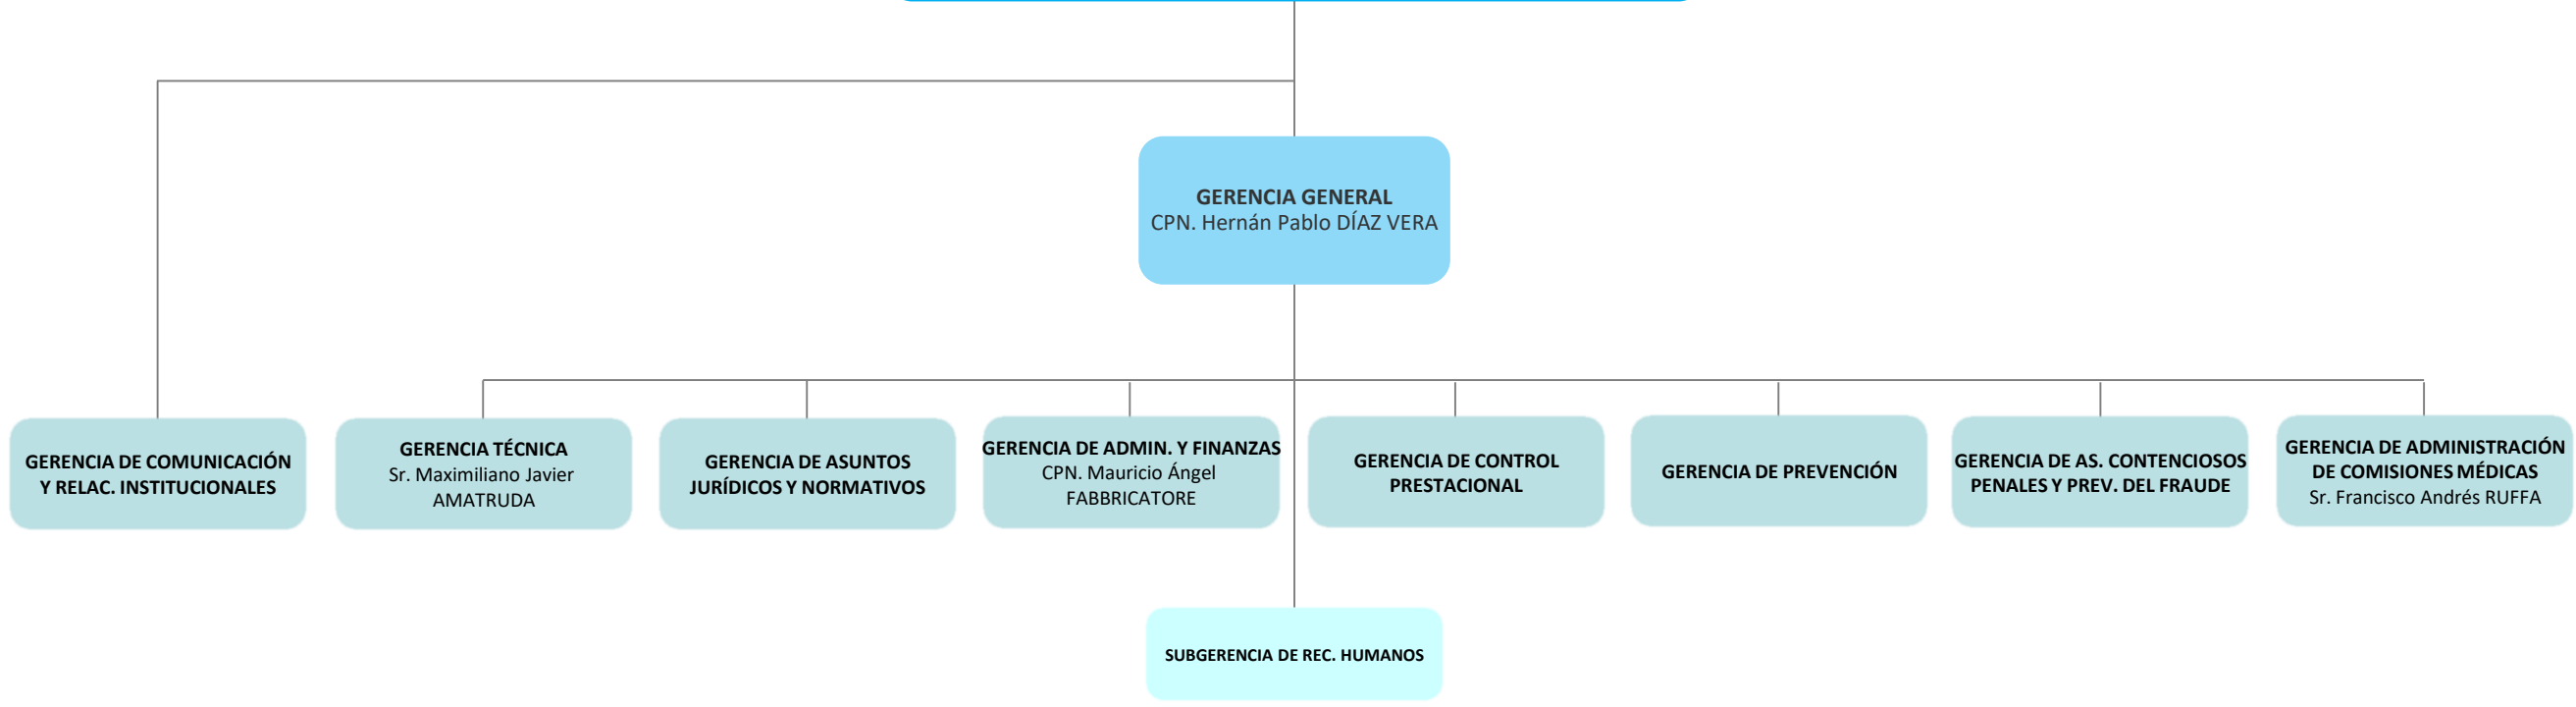 GERENCIA GENERAL
CPN. Hernán Pablo DÍAZ VERA
GERENCIA DE COMUNICACIÓN
Y RELAC. INSTITUCIONALES
GERENCIA TÉCNICA
Sr. Maximiliano Javier
AMATRUDA
GERENCIA DE ASUNTOS
JURÍDICOS Y NORMATIVOS
GERENCIA DE ADMIN. Y FINANZAS
CPN. Mauricio Ángel
FABBRICATORE
GERENCIA DE CONTROL
PRESTACIONAL
GERENCIA DE PREVENCIÓN
GERENCIA DE AS. CONTENCIOSOS
PENALES Y PREV. DEL FRAUDE
GERENCIA DE ADMINISTRACIÓN
DE COMISIONES MÉDICAS
Sr. Francisco Andrés RUFFA
SUBGERENCIA DE REC. HUMANOS